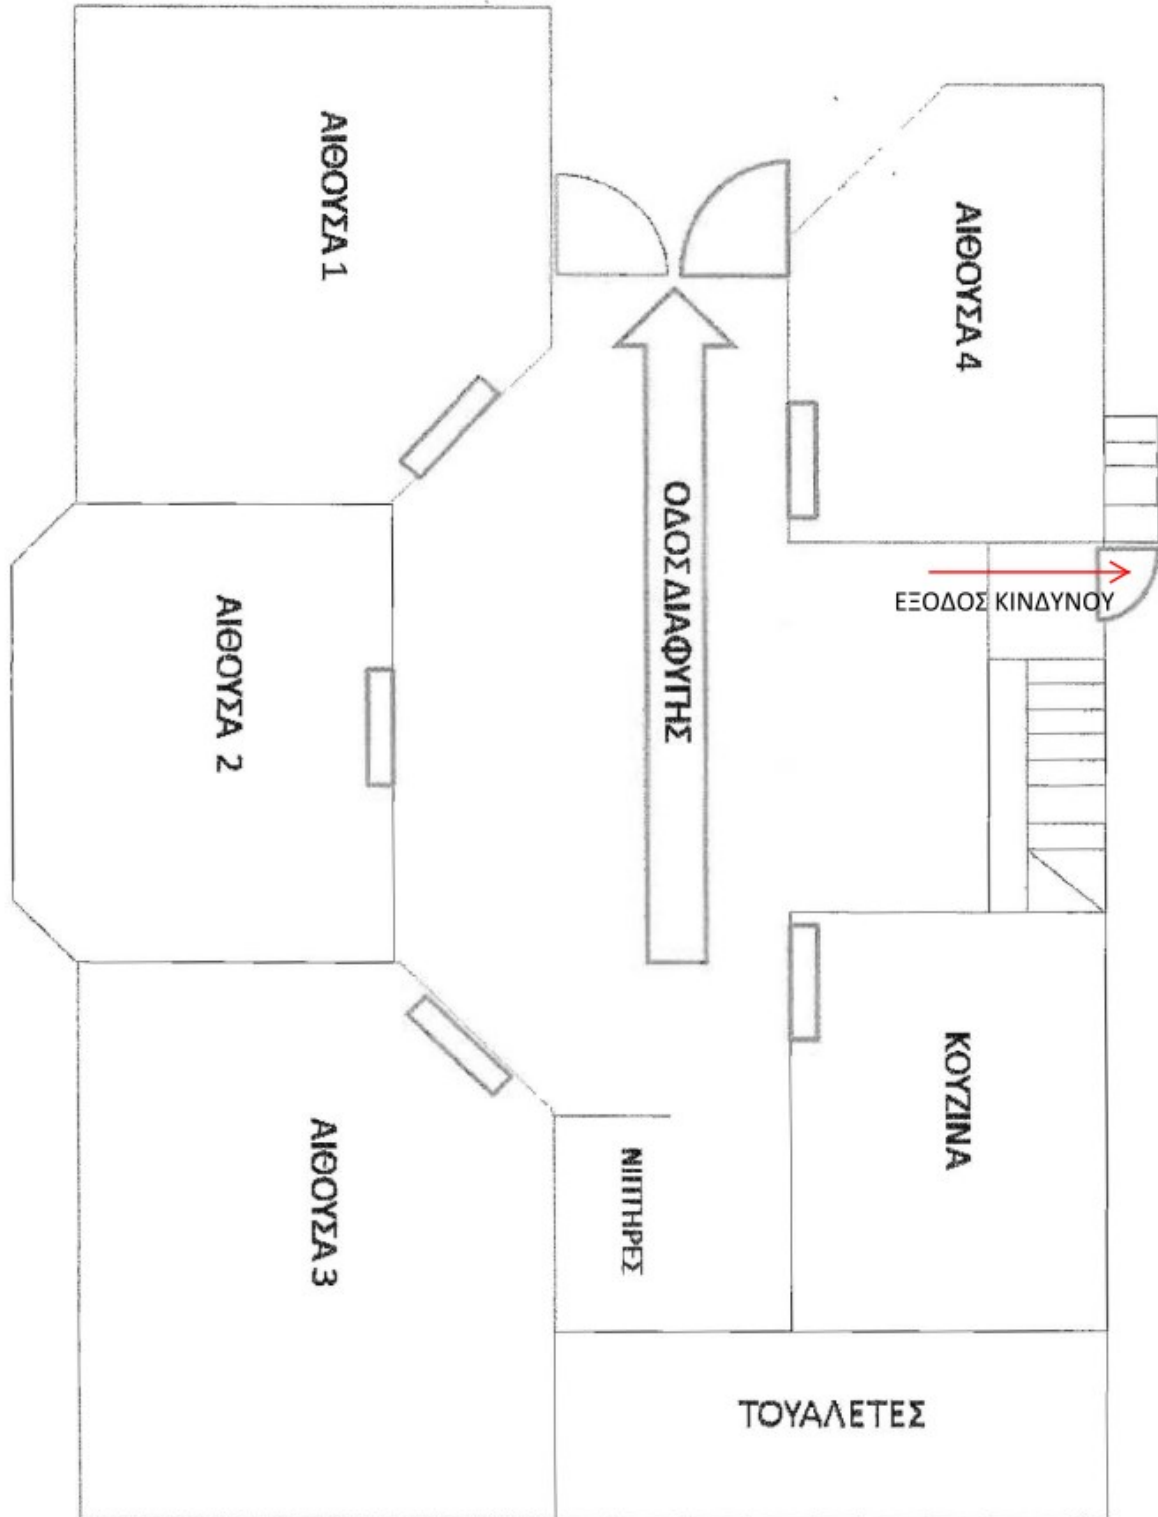 ΑΙΘΟΥΣΑ 1
ΑΙΘΟΥΣΑ 4
ΟΔΟΣ ΔΙΑΦΥΓΗΣ
ΕΞΟΔΟΣ ΚΙΝΔΥΝΟΥ
ΑΙΘΟΥΣΑ 2
ΚΟΥΖΙΝΑ
ΑΙΘΟΥΣΑ 3
ΝΙΠΤΗΡΕΣ
ΤΟΥΑΛΕΤΕΣ